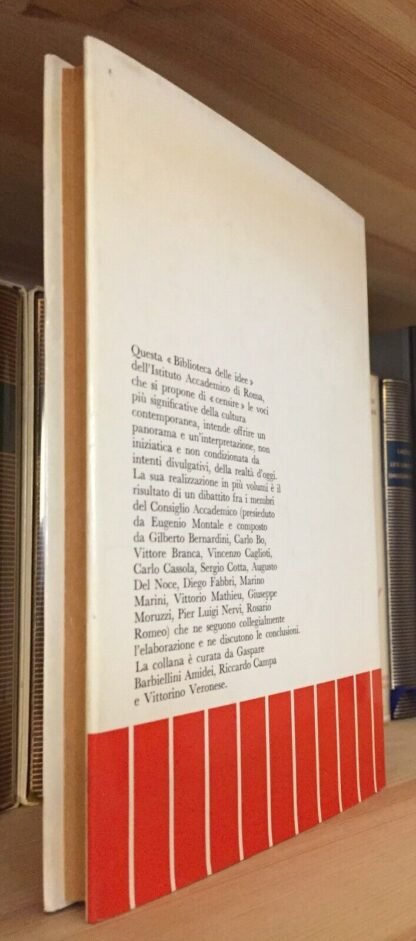 Questa « Biblioteca delle idee »
dell'Istituto Accademico di Roma,
che si propone di « censire » le voci
più significative della cultura
contemporanea, intende offrire un
panorama e un'interpretazione, non
iniziatica e non condizionata da
intenti divulgativi, della realtà d'oggi.
La sua realizzazione in più volumi è il
risultato di un dibattito fra i membri
del Consiglio Accademico (presieduto
da Eugenio Montale e composto
da Gilberto Bernardini, Carlo Bo,
Vittore Branca, Vincenzo Caglioti,
Carlo Cassola, Sergio Cotta, Augusto
Del Noce, Diego Fabbri, Marino
Marini, Vittorio Mathieu, Giuseppe
Moruzzi, Pier Luigi Nervi, Rosario
Romeo) che ne seguono collegialmente
l'elaborazione e ne discutono le conclusioni.
La collana è curata da Gaspare
Barbiellini Amidei, Riccardo Campa
e Vittorino Veronese.